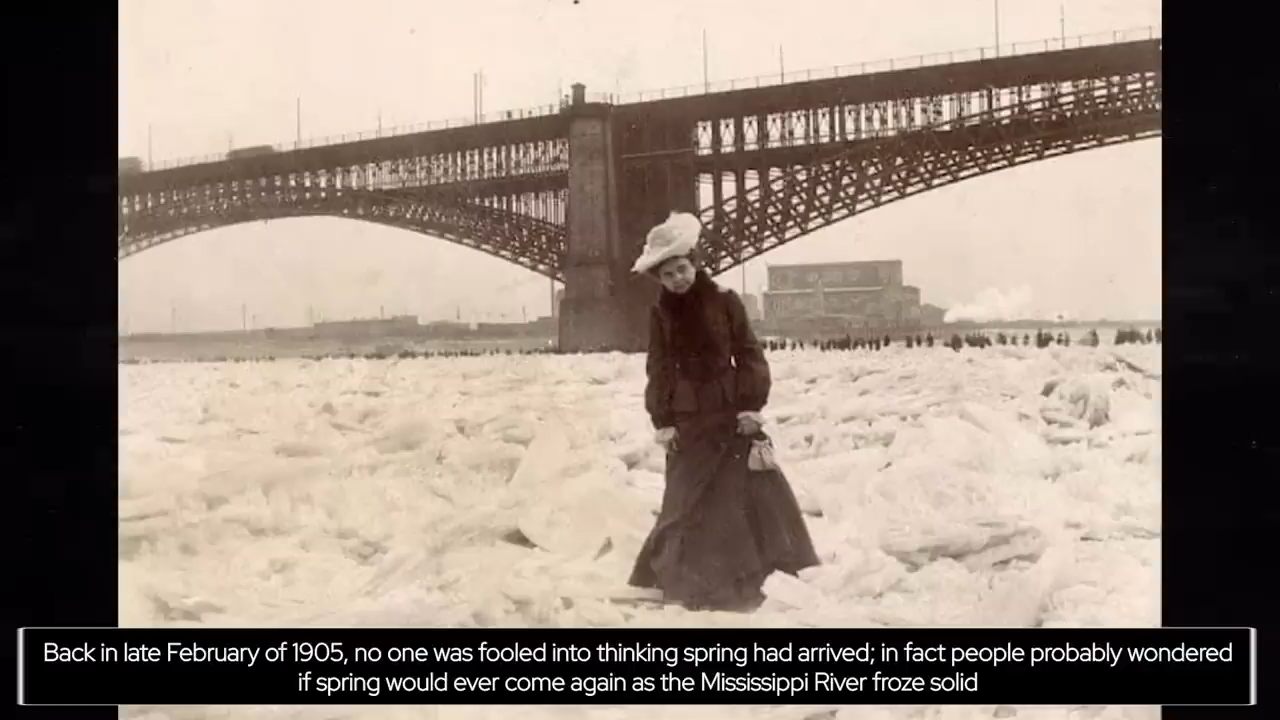 Back in late February of 1905, no one was fooled into thinking spring had arrived; in fact people probably wondered
if spring would ever come again as the Mississippi River froze solid